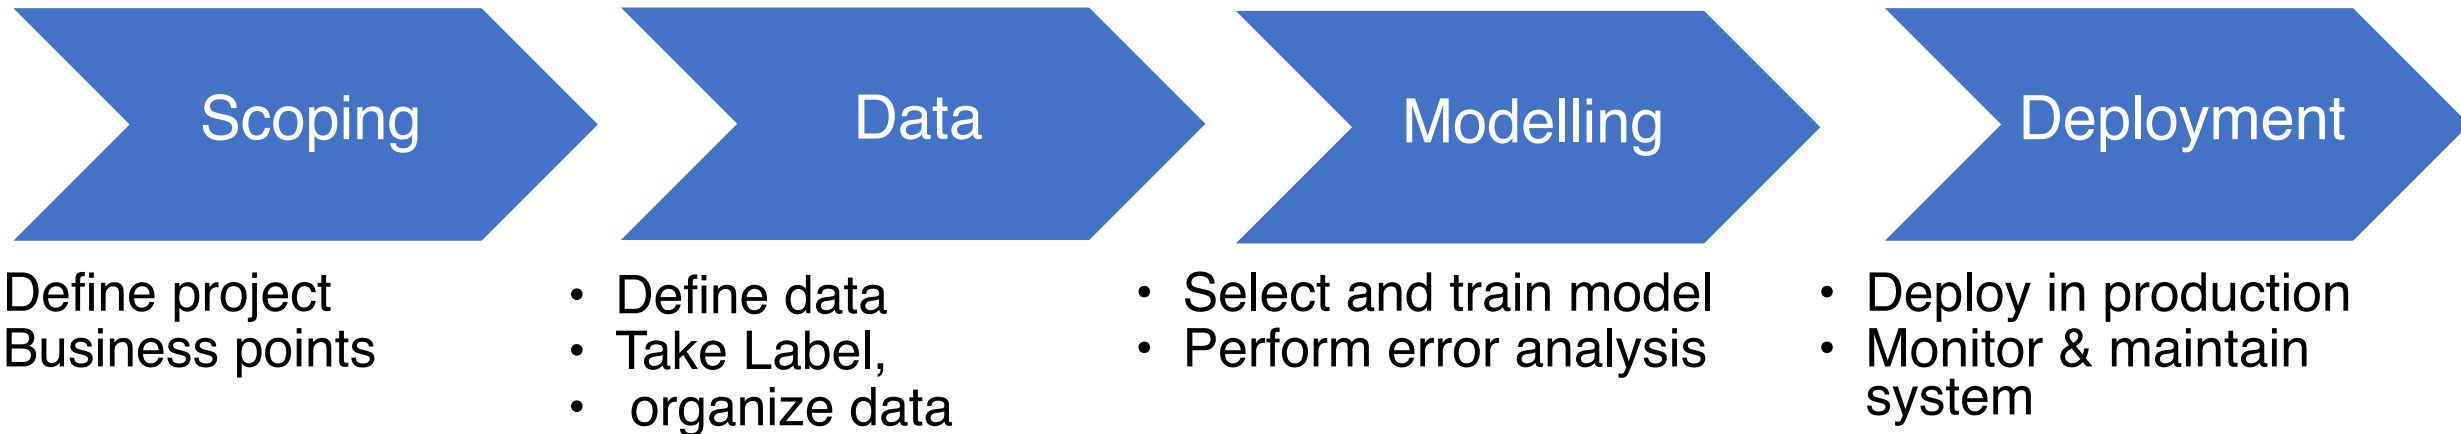 Scoping
Data
Modelling
Deployment
Define project
Business points
• Define data
• Take Label,
• organize data
• Select and train model
• Perform error analysis
• Deploy in production
• Monitor & maintain
system